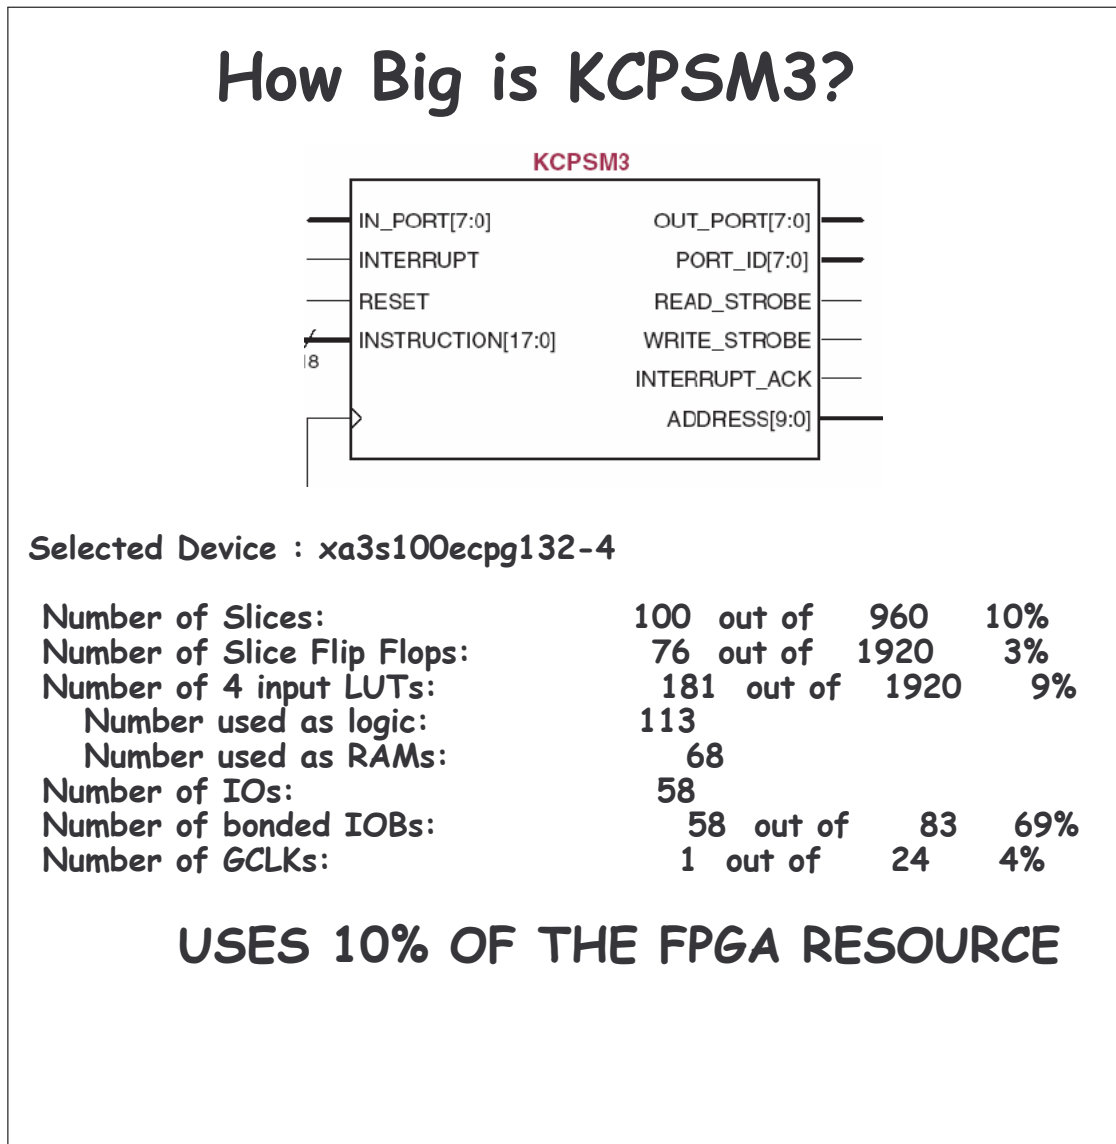 How Big is KCPSM3?
KCPSM3
IN_PORT[7:0] OUT_PORT[7:0]
INTERRUPT PORT_ID[7:0]
RESET READ_STROBE
INSTRUCTION[17:0] WRITE_STROBE
18
INTERRUPT_ACK
ADDRESS[9:0]
Selected Device : xa3s100ecpg132-4
Number of Slices: 100 out of 960 10%
Number of Slice Flip Flops: 76 out of 1920 3%
Number of 4 input LUTs: 181 out of 1920 9%
Number used as logic: 113
Number used as RAMs: 68
Number of IOs: 58
Number of bonded IOBs: 58 out of 83 69%
Number of GCLKs: 1 out of 24 4%
USES 10% OF THE FPGA RESOURCE